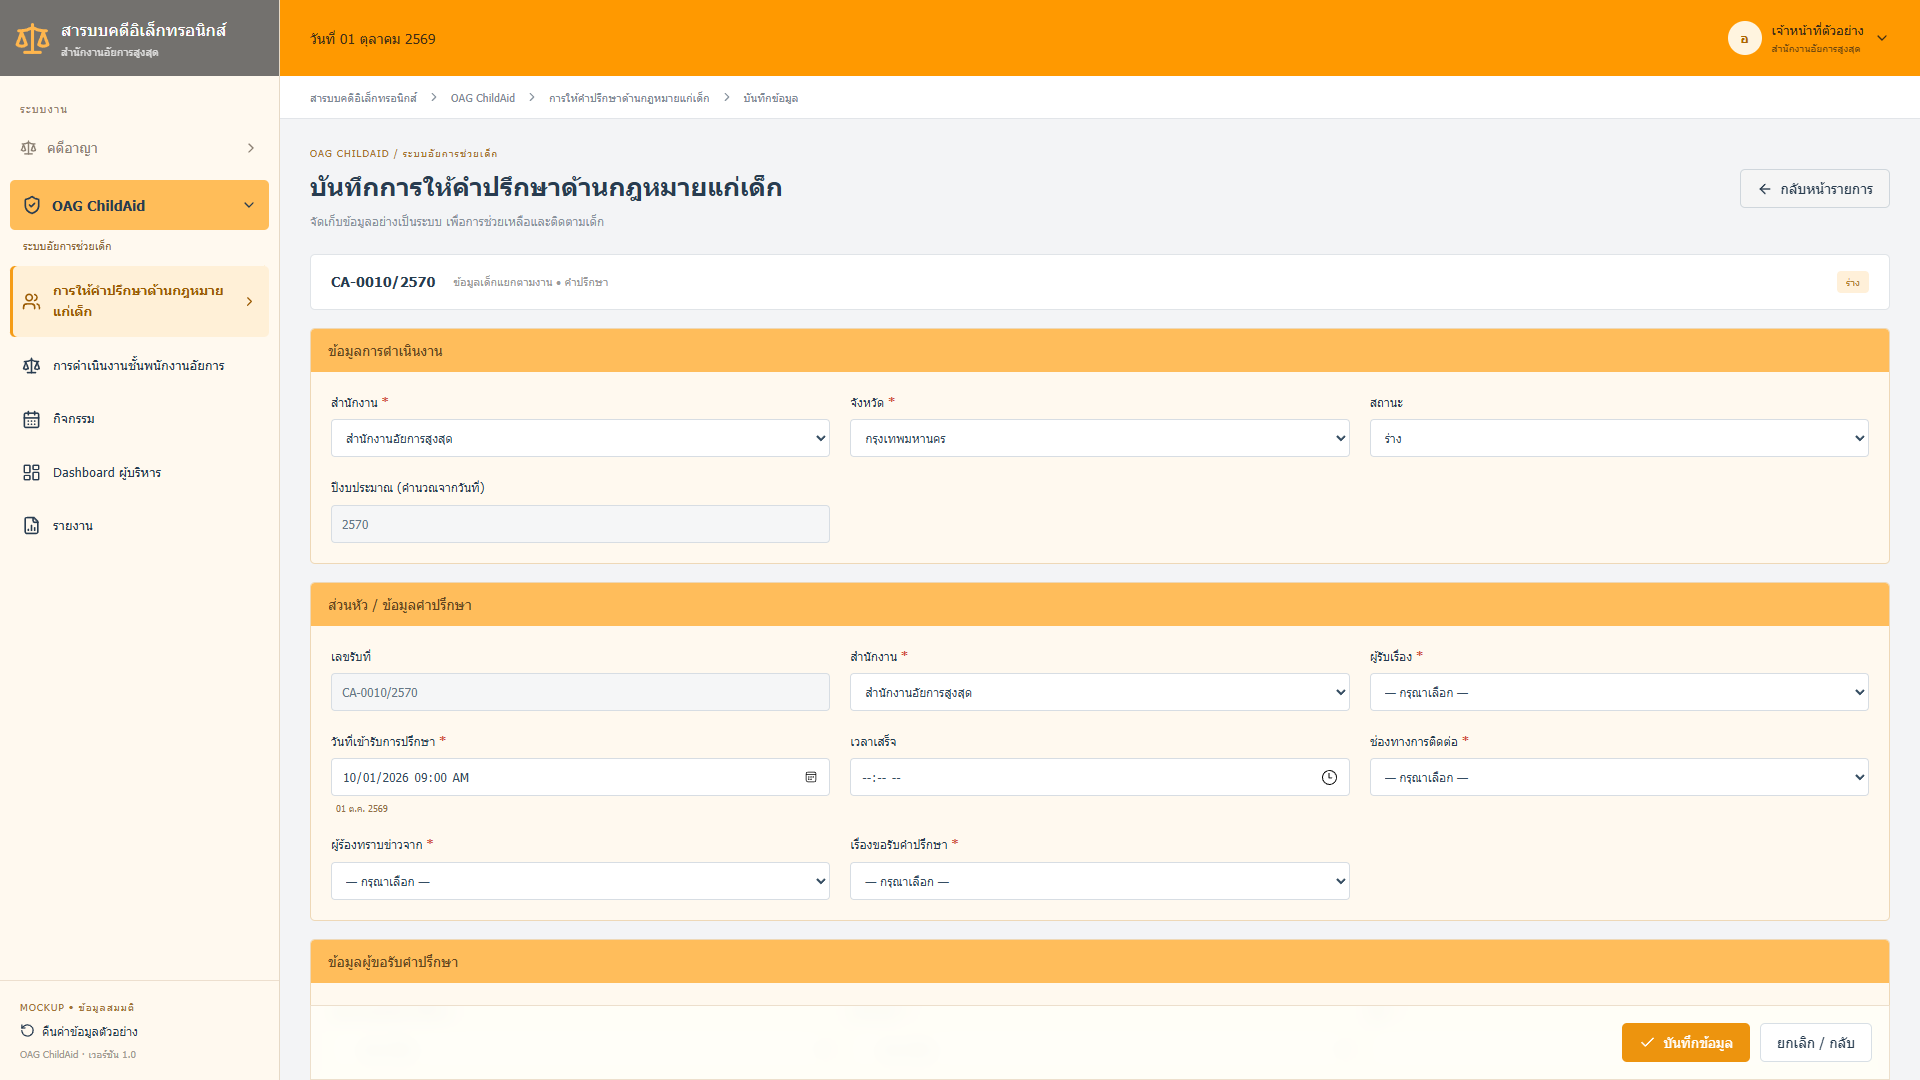 สารบบคดีอิเล็กทรอนิกส์
สำนักงานอัยการสูงสุด
วันที่ 01 ตุลาคม 2569
อ
เจ้าหน้าที่ตัวอย่าง
สำนักงานอัยการสูงสุด
ระบบงาน
คดีอาญา
OAG ChildAid
ระบบอัยการช่วยเด็ก
การให้คำปรึกษาด้านกฎหมาย
แก่เด็ก
การดำเนินงานชั้นพนักงานอัยการ
กิจกรรม
Dashboard ผู้บริหาร
รายงาน
MOCKUP • ข้อมูลสมมติ
คืนค่าข้อมูลตัวอย่าง
OAG ChildAid · เวอร์ชัน 1.0
สารบบคดีอิเล็กทรอนิกส์ OAG ChildAid การให้คำปรึกษาด้านกฎหมายแก่เด็ก บันทึกข้อมูล
OAG CHILDAID / ระบบอัยการช่วยเด็ก
บันทึกการให้คำปรึกษาด้านกฎหมายแก่เด็ก
จัดเก็บข้อมูลอย่างเป็นระบบ เพื่อการช่วยเหลือและติดตามเด็ก
กลับหน้ารายการ
CA-0010/2570 ข้อมูลเด็กแยกตามงาน • คำปรึกษา ร่าง
ข้อมูลการดำเนินงาน
สำนักงาน * จังหวัด * สถานะ
สำนักงานอัยการสูงสุด กรุงเทพมหานคร ร่าง
ปีงบประมาณ (คำนวณจากวันที่)
2570
ส่วนหัว / ข้อมูลคำปรึกษา
เลขรับที่ สำนักงาน * ผู้รับเรื่อง *
CA-0010/2570 สำนักงานอัยการสูงสุด — กรุณาเลือก —
วันที่เข้ารับการปรึกษา * เวลาเสร็จ ช่องทางการติดต่อ *
10/01/2026 09:00 AM --:-- -- — กรุณาเลือก —
01 ต.ค. 2569
ผู้ร้องทราบข่าวจาก * เรื่องขอรับคำปรึกษา *
— กรุณาเลือก — — กรุณาเลือก —
ข้อมูลผู้ขอรับคำปรึกษา
บันทึกข้อมูล ยกเลิก / กลับ